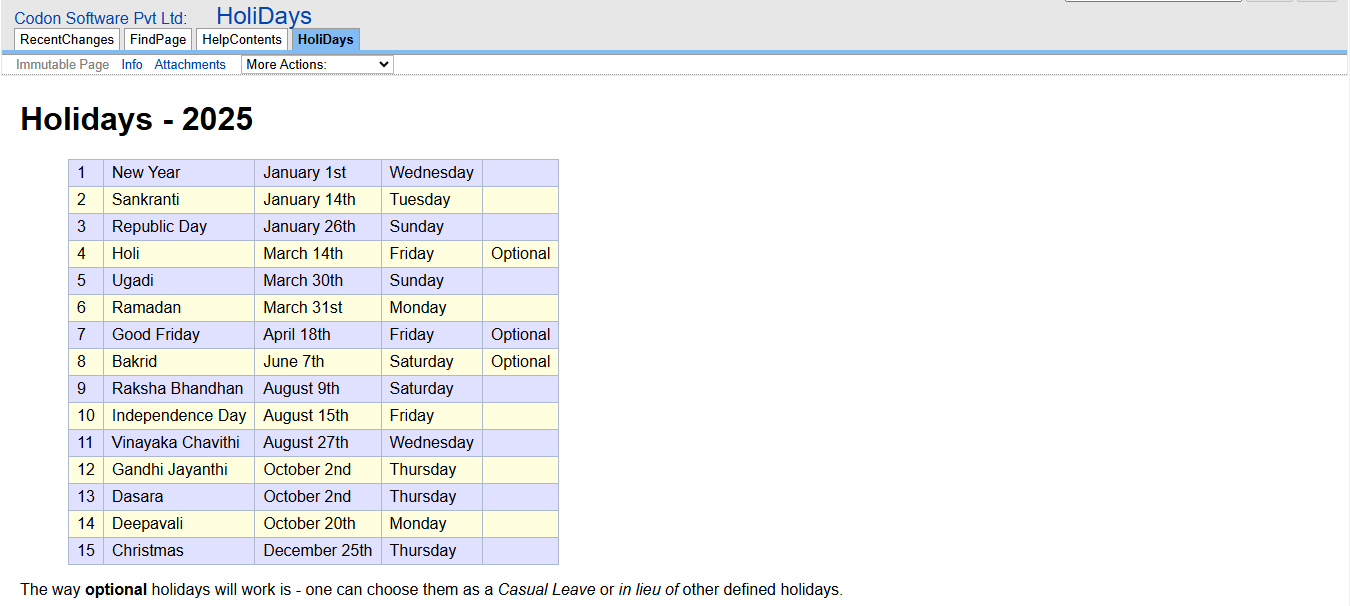 Codon Software Pvt Ltd: HoliDays
RecentChanges FindPage HelpContents HoliDays
Immutable Page Info Attachments More Actions:
Holidays - 2025
1 New Year January 1st Wednesday
2 Sankranti January 14th Tuesday
3 Republic Day January 26th Sunday
4 Holi March 14th Friday Optional
5 Ugadi March 30th Sunday
6 Ramadan March 31st Monday
7 Good Friday April 18th Friday Optional
8 Bakrid June 7th Saturday Optional
9 Raksha Bhandhan August 9th Saturday
10 Independence Day August 15th Friday
11 Vinayaka Chavithi August 27th Wednesday
12 Gandhi Jayanthi October 2nd Thursday
13 Dasara October 2nd Thursday
14 Deepavali October 20th Monday
15 Christmas December 25th Thursday
The way optional holidays will work is - one can choose them as a Casual Leave or in lieu of other defined holidays.